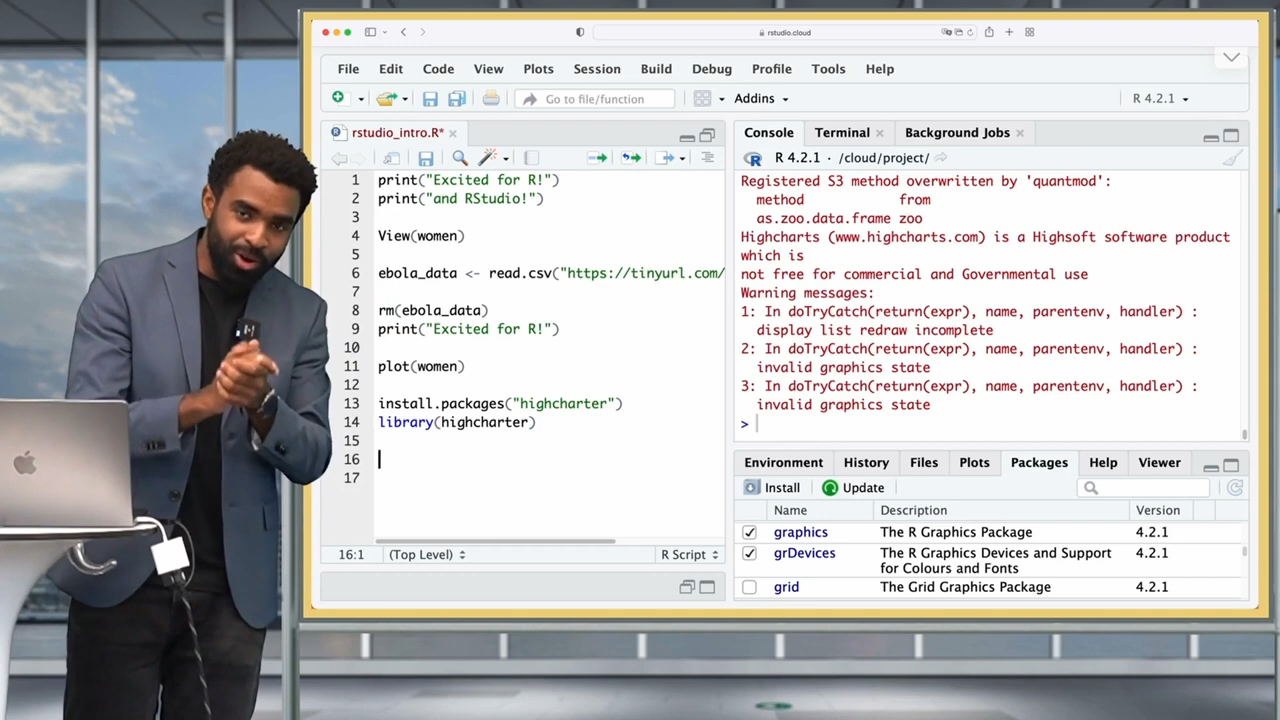 rstudio.cloud
File Edit Code View Plots Session Build Debug Profile Tools Help
Go to file/function
Addins
R 4.2.1
rstudio_intro.R*
1 print("Excited for R!")
2 print("and RStudio!")
3
4 View(women)
5
6 ebola_data <- read.csv("https://tinyurl.com/
7
8 rm(ebola_data)
9 print("Excited for R!")
10
11 plot(women)
12
13 install.packages("highcharter")
14 library(highcharter)
15
16
17
16:1 (Top Level) R Script
Console Terminal Background Jobs
R 4.2.1 · /cloud/project/
Registered S3 method overwritten by 'quantmod':
method from
as.zoo.data.frame zoo
Highcharts (www.highcharts.com) is a Highsoft software product
which is
not free for commercial and Governmental use
Warning messages:
1: In doTryCatch(return(expr), name, parentenv, handler) :
display list redraw incomplete
2: In doTryCatch(return(expr), name, parentenv, handler) :
invalid graphics state
3: In doTryCatch(return(expr), name, parentenv, handler) :
invalid graphics state
>
Environment History Files Plots Packages Help Viewer
Install Update
Name Description Version
graphics The R Graphics Package 4.2.1
grDevices The R Graphics Devices and Support 4.2.1
for Colours and Fonts
grid The Grid Graphics Package 4.2.1